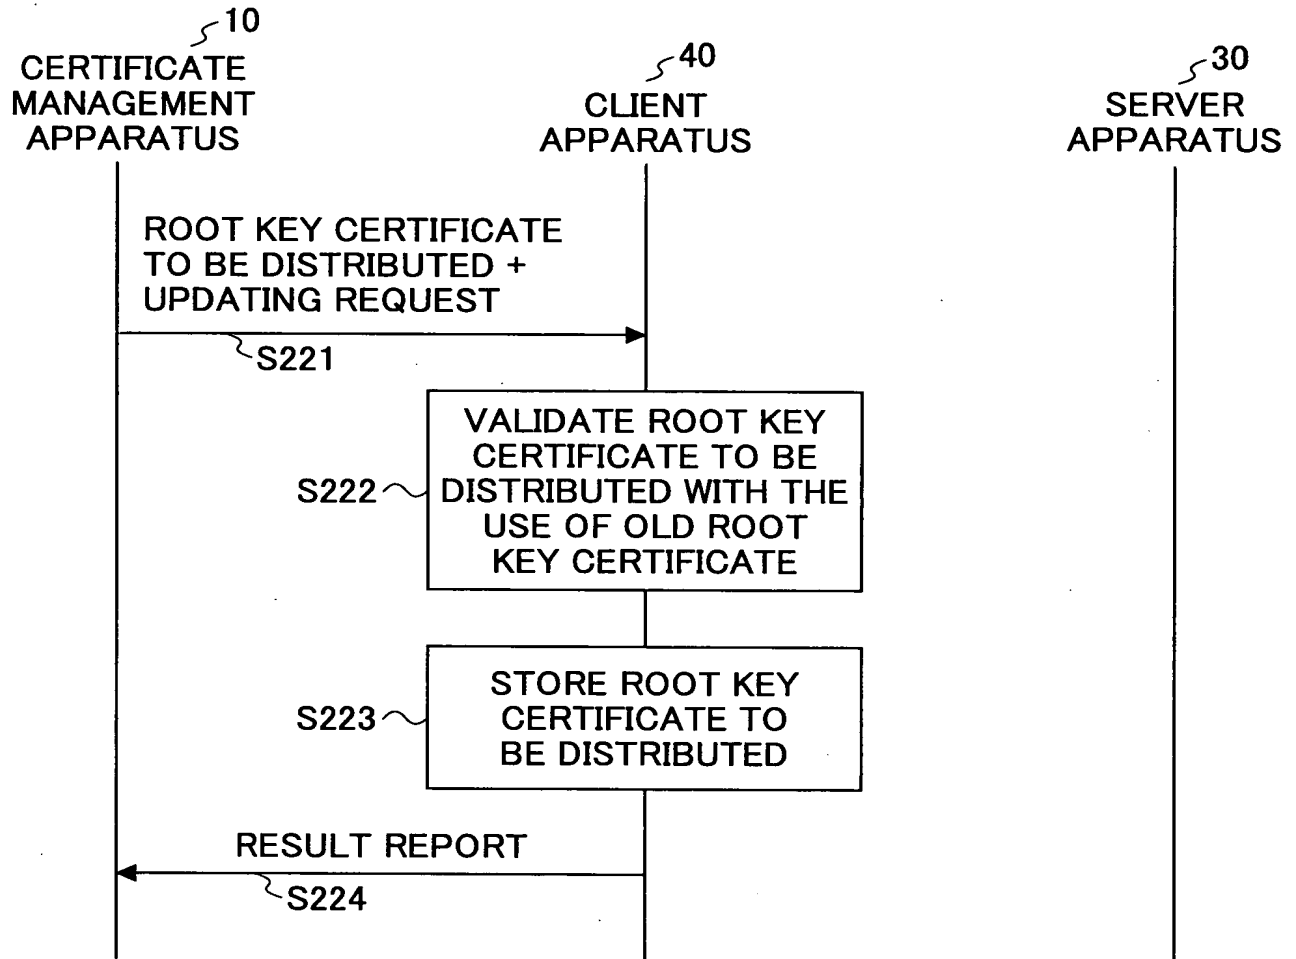 10
CERTIFICATE
MANAGEMENT
APPARATUS
40
CLIENT
APPARATUS
30
SERVER
APPARATUS
ROOT KEY CERTIFICATE
TO BE DISTRIBUTED +
UPDATING REQUEST
S221
VALIDATE ROOT KEY
CERTIFICATE TO BE
DISTRIBUTED WITH THE
USE OF OLD ROOT
KEY CERTIFICATE
S222
STORE ROOT KEY
CERTIFICATE TO
BE DISTRIBUTED
S223
RESULT REPORT
S224